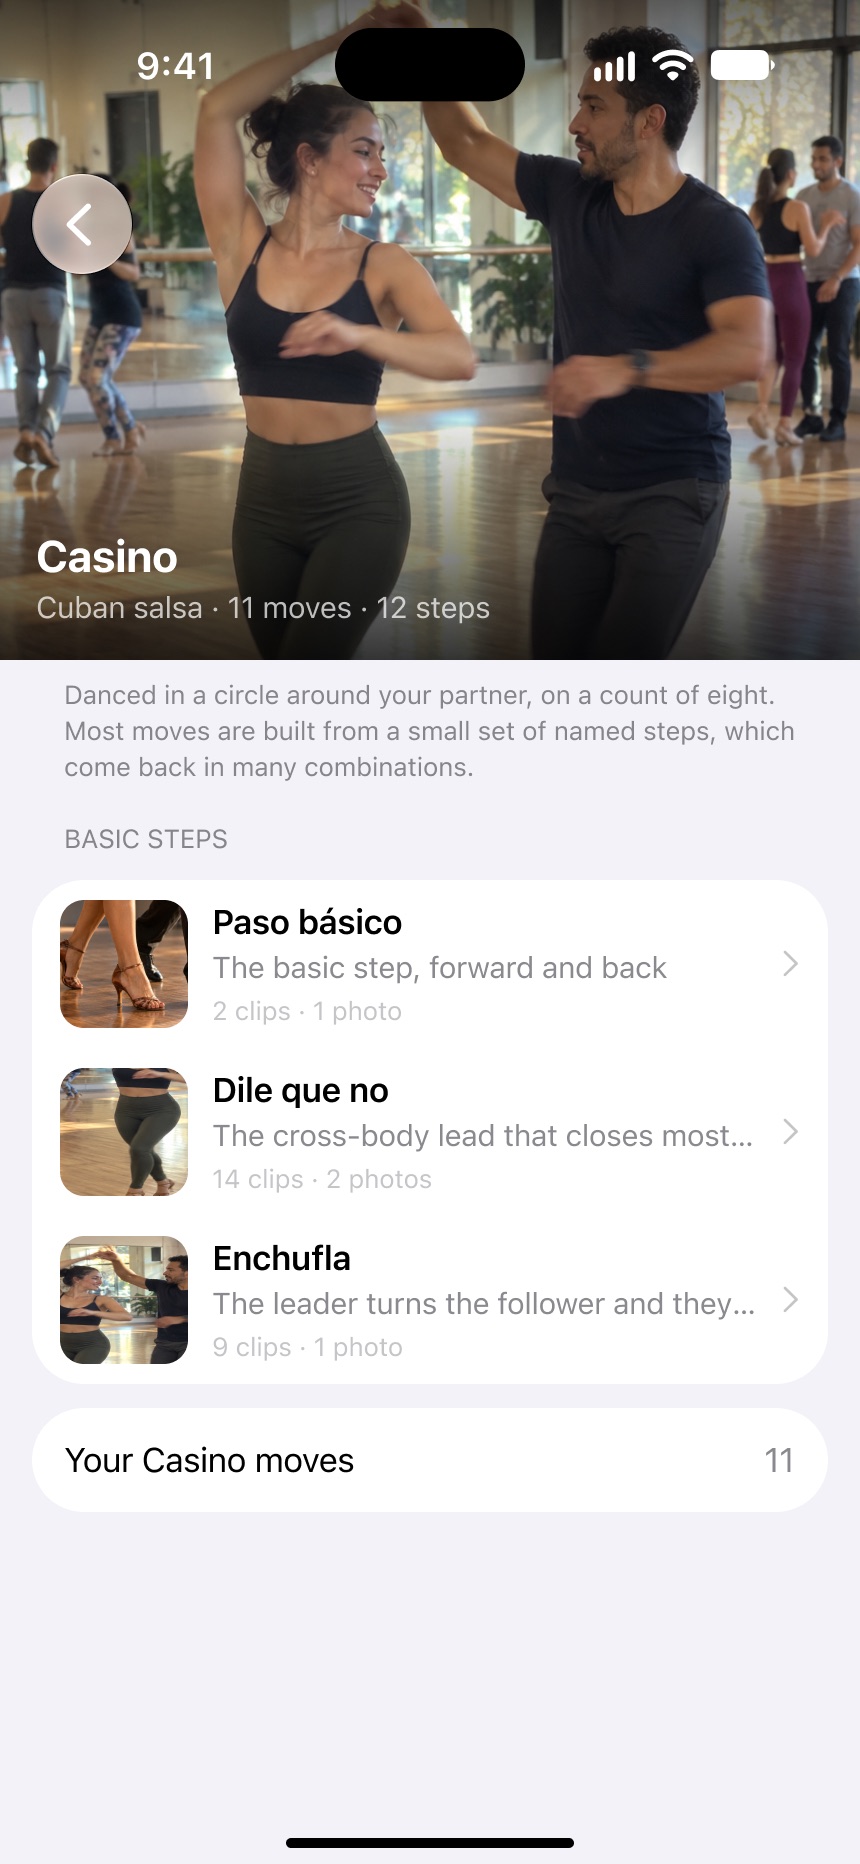 9:41
Casino
Cuban salsa · 11 moves · 12 steps
Danced in a circle around your partner, on a count of eight.
Most moves are built from a small set of named steps, which
come back in many combinations.
BASIC STEPS
Paso básico
The basic step, forward and back
2 clips · 1 photo
Dile que no
The cross-body lead that closes most...
14 clips · 2 photos
Enchufla
The leader turns the follower and they...
9 clips · 1 photo
Your Casino moves 11